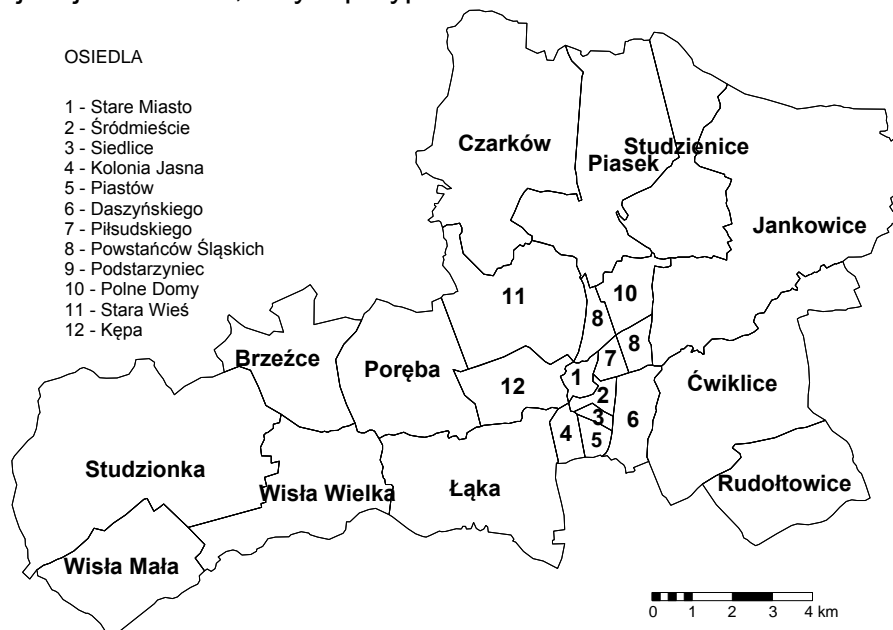 OSIEDLA
1 - Stare Miasto
2 - Śródmieście
3 - Siedlice
4 - Kolonia Jasna
5 - Piastów
6 - Daszyńskiego
7 - Piłsudskiego
8 - Powstańców Śląskich
9 - Podstarzyniec
10 - Polne Domy
11 - Stara Wieś
12 - Kępa
Czarków
Piasek
Studzienice
Jankowice
11
10
8
8
7
Brzeźce
Poręba
12
1
2
3
4
5
6
Ćwiklice
Studzionka
Wisła Wielka
Łąka
Rudołtowice
Wisła Mała
0 1 2 3 4 km